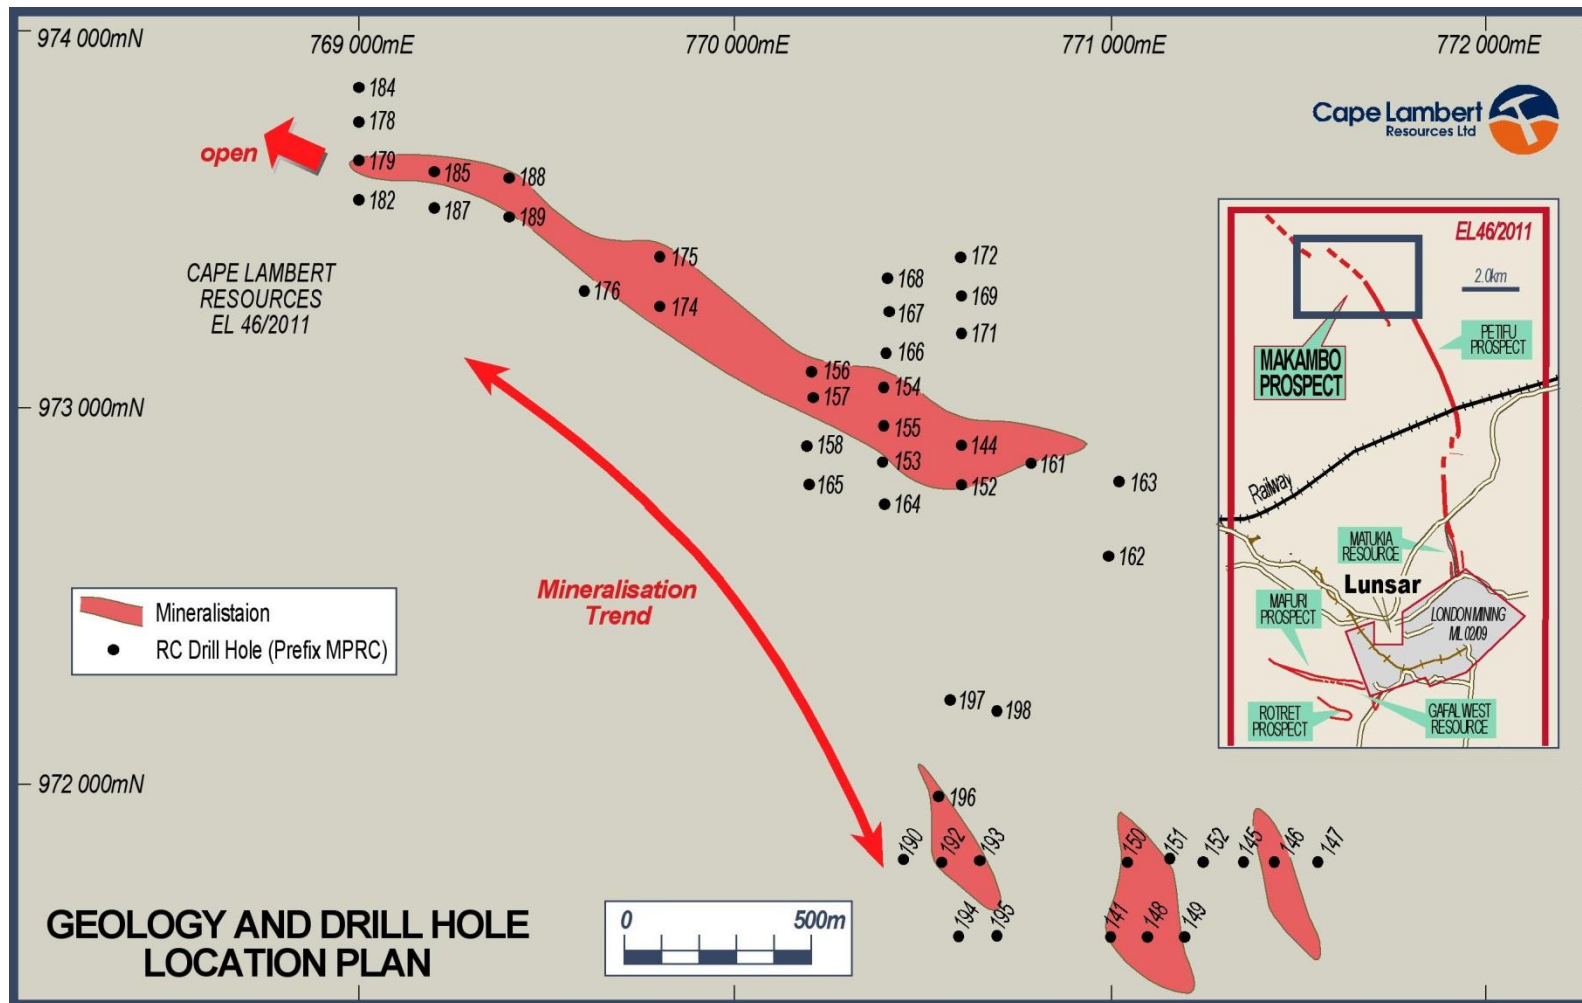 974 000mN
769 000mE
770 000mE
771 000mE
772 000mE
184
178
open
179
185
188
182
187
189
Cape Lambert
Resources Ltd
CAPE LAMBERT
RESOURCES
EL 46/2011
175
176
174
172
168
169
167
171
166
156
154
157
973 000mN
155
158
144
153
161
165
152
163
164
162
Mineralisation
Trend
Mineralistaion
RC Drill Hole (Prefix MPRC)
197
198
972 000mN
196
190
192
193
150
151
152
145
146
147
194
195
141
148
149
GEOLOGY AND DRILL HOLE
LOCATION PLAN
0
500m
EL46/2011
2.0km
PETIFU
PROSPECT
MAKAMBO
PROSPECT
Railway
MATUKIA
RESOURCE
Lunsar
MAFURI
PROSPECT
LONDON MINING
ML 02/09
ROTRET
PROSPECT
GAFAL WEST
RESOURCE